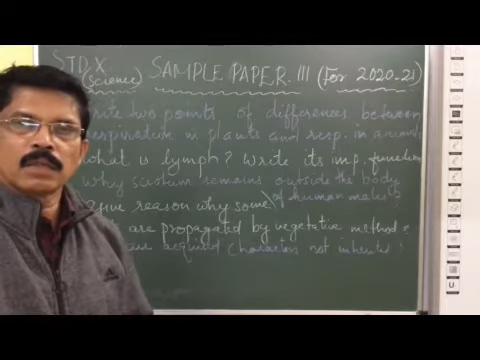 STD. X
(Science) SAMPLE PAPER. III (For 2020-21)
write two points of differences between
respiration in plants and resp. in animals
what is lymph? Write its imp. function
why scrotum remains outside the body
of human males?
Give reason why some
are propagated by vegetative method?
are acquired characters not inherited?
U